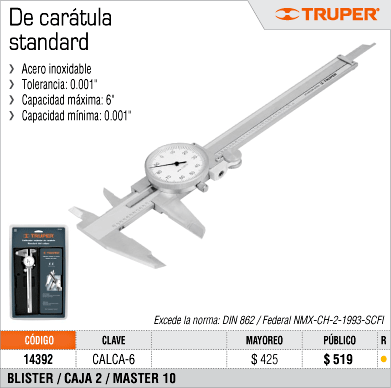 De carátula
standard
TRUPER®
❯ Acero inoxidable
❯ Tolerancia: 0.001"
❯ Capacidad máxima: 6"
❯ Capacidad mínima: 0.001"
TRUPER
Excede la norma: DIN 862 / Federal NMX-CH-2-1993-SCFI
CÓDIGO CLAVE MAYOREO PÚBLICO R
14392 CALCA-6 $ 425 $ 519
BLISTER / CAJA 2 / MASTER 10